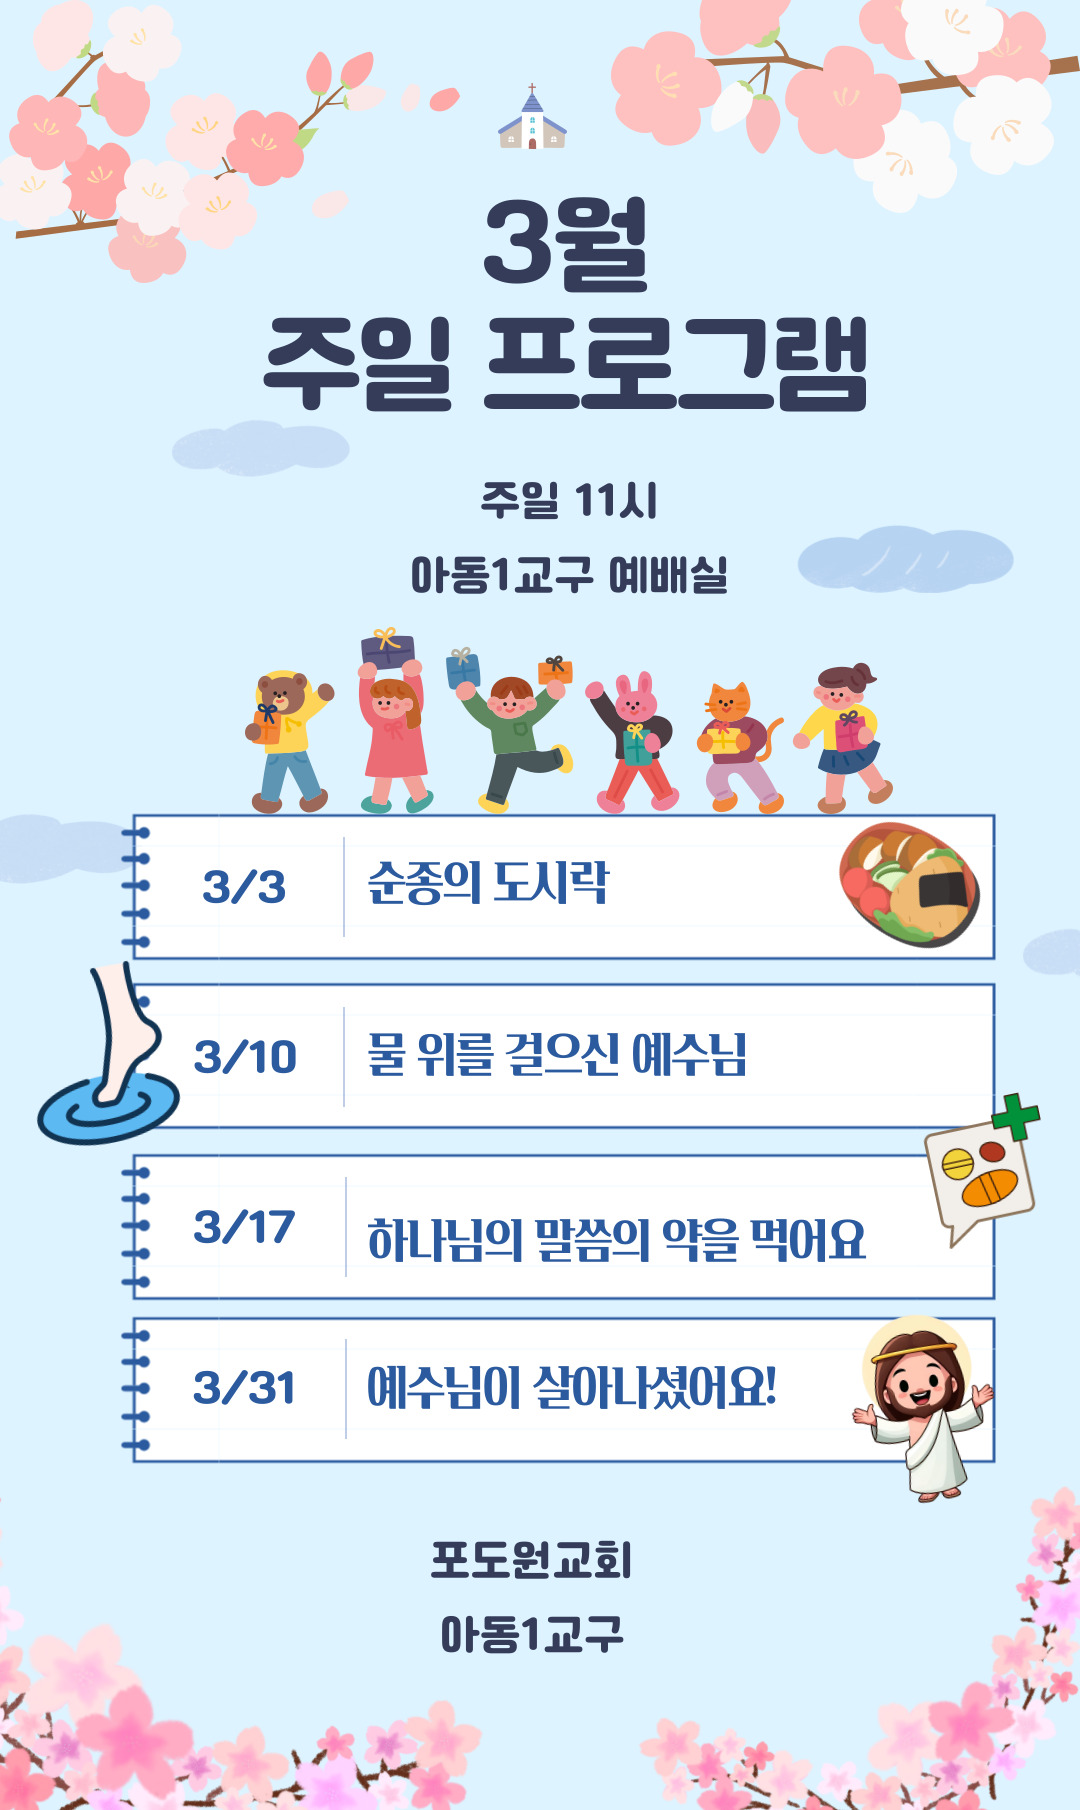 3월
주일 프로그램
주일 11시
아동1교구 예배실
3/3 순종의 도시락
3/10 물 위를 걸으신 예수님
3/17 하나님의 말씀의 약을 먹어요
3/31 예수님이 살아나셨어요!
포도원교회
아동1교구